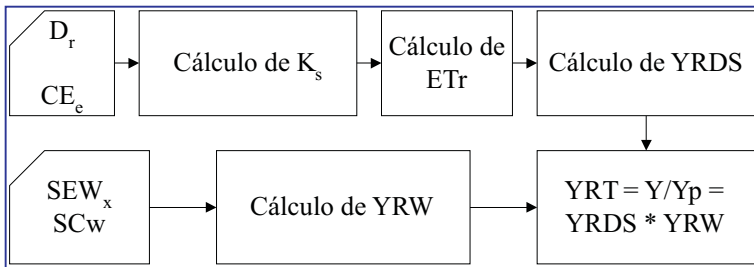 D_r
CE_e
Cálculo de K_s
Cálculo de
ETr
Cálculo de YRDS
SEW_x
SCw
Cálculo de YRW
YRT = Y/Yp =
YRDS * YRW